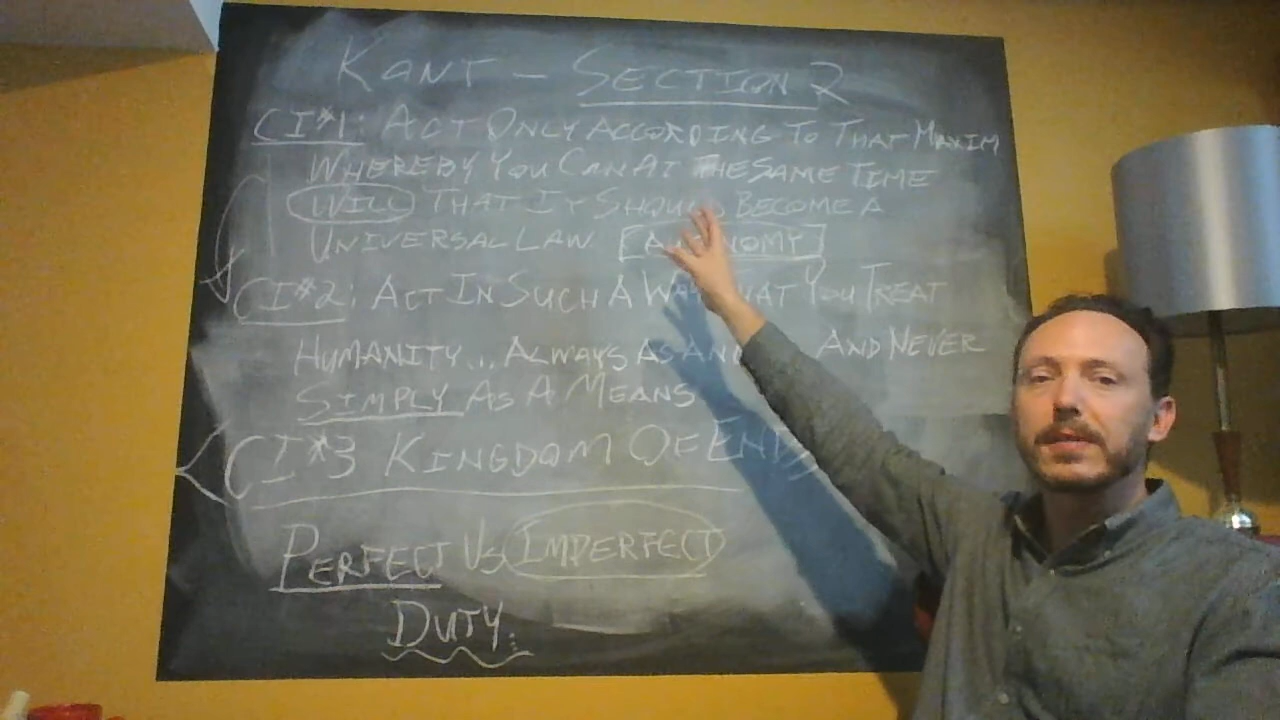 KANT - SECTION 2
CI#1: ACT ONLY ACCORDING TO THAT MAXIM
WHEREBY YOU CAN AT THE SAME TIME
WILL THAT IT SHOULD BECOME A
UNIVERSAL LAW. AUTONOMY
CI#2: ACT IN SUCH A WAY THAT YOU TREAT
HUMANITY... ALWAYS AS AN AND NEVER
SIMPLY AS A MEANS
CI#3 KINGDOM OF ENDS
PERFECT VS IMPERFECT
DUTY: